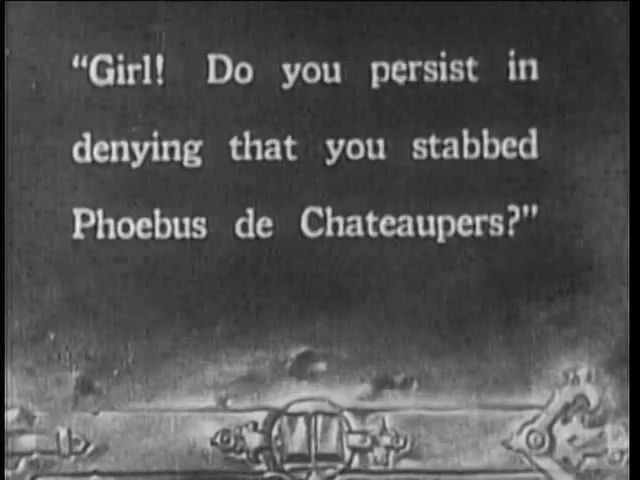 “Girl! Do you persist in
denying that you stabbed
Phoebus de Chateaupers?”